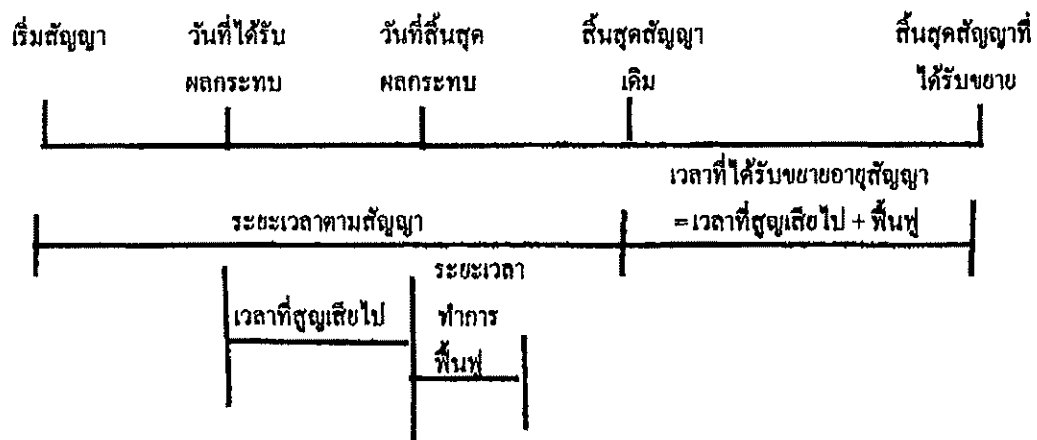 เริ่มสัญญา วันที่ได้รับ วันที่สิ้นสุด สิ้นสุดสัญญา สิ้นสุดสัญญาที่
ผลกระทบ ผลกระทบ เดิม ได้รับขยาย
เวลาที่ได้รับขยายอายุสัญญา
ระยะเวลาตามสัญญา =เวลาที่สูญเสียไป + ฟื้นฟู
ระยะเวลา
เวลาที่สูญเสียไป ทำการ
ฟื้นฟู